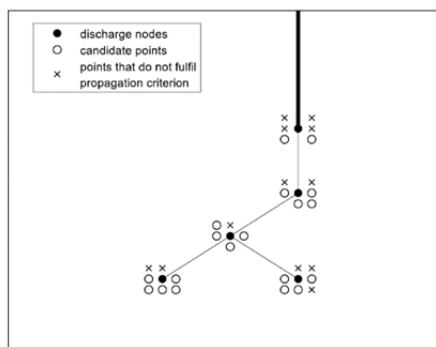 discharge nodes
candidate points
points that do not fulfil
propagation criterion